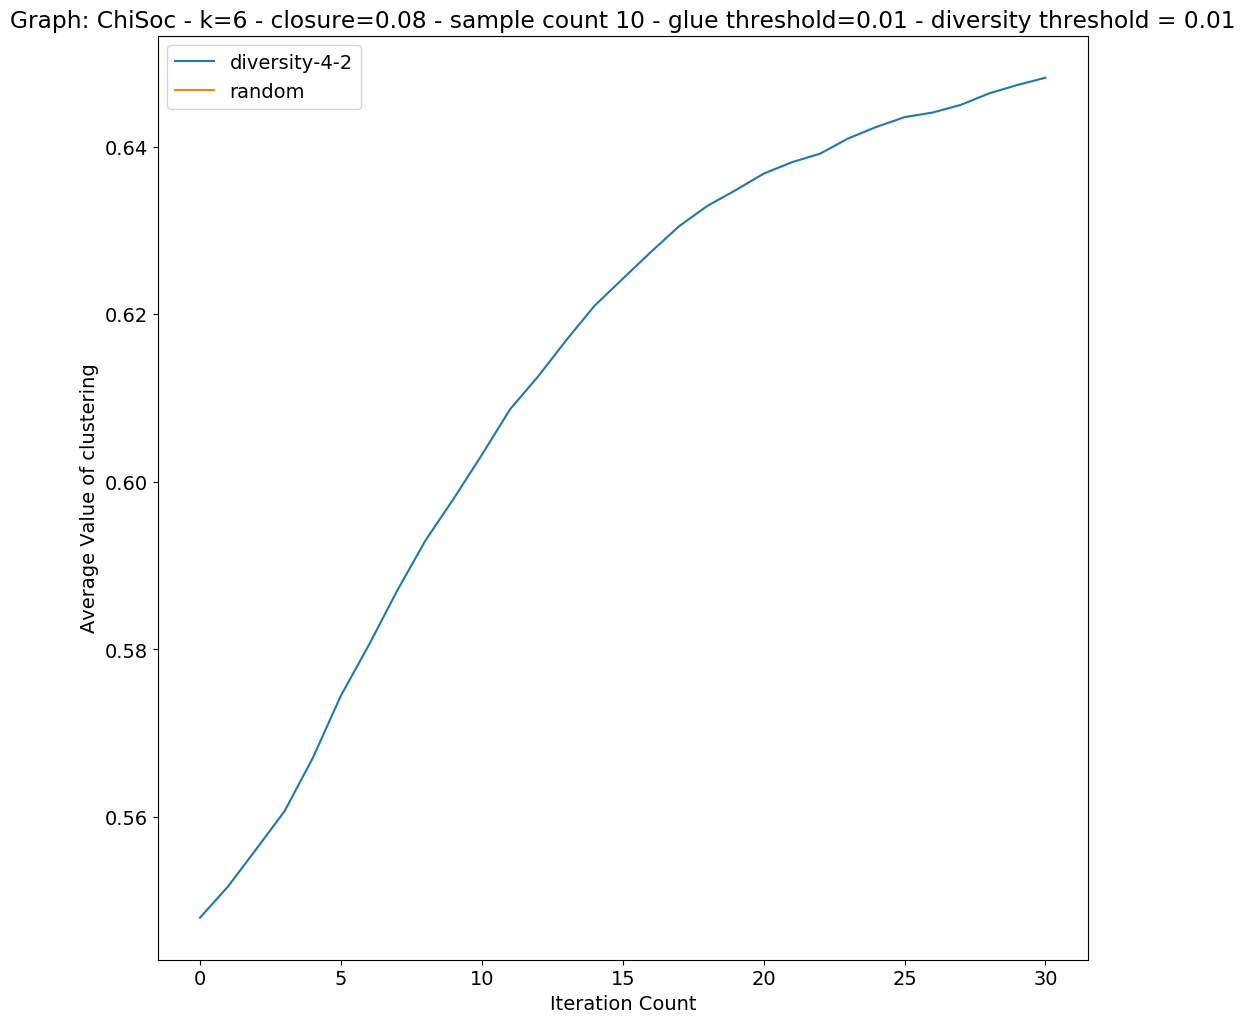 Graph: ChiSoc - k=6 - closure=0.08 - sample count 10 - glue threshold=0.01 - diversity threshold = 0.01
diversity-4-2
random
0.64
0.62
0.60
0.58
0.56
Average Value of clustering
0 5 10 15 20 25 30
Iteration Count